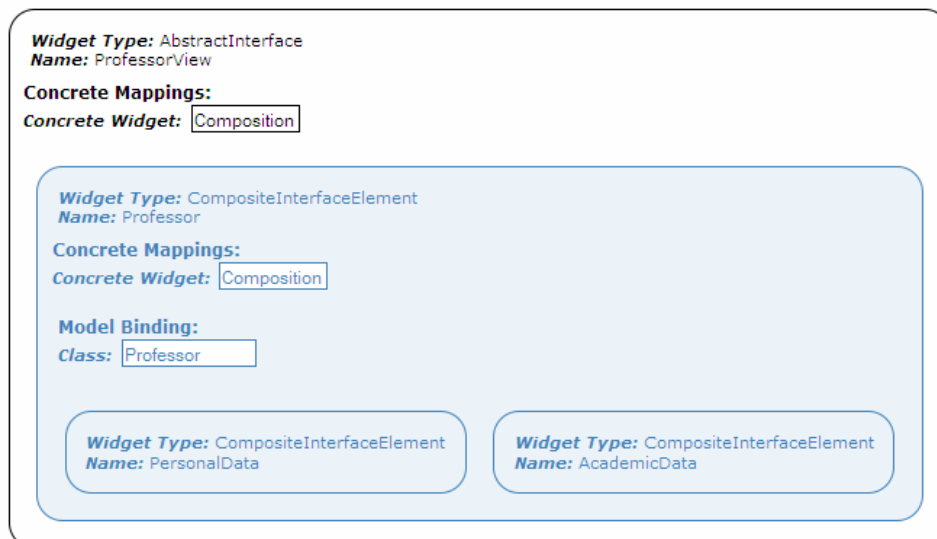 Widget Type: AbstractInterface
Name: ProfessorView
Concrete Mappings:
Concrete Widget: Composition
Widget Type: CompositeInterfaceElement
Name: Professor
Concrete Mappings:
Concrete Widget: Composition
Model Binding:
Class: Professor
Widget Type: CompositeInterfaceElement
Name: PersonalData
Widget Type: CompositeInterfaceElement
Name: AcademicData